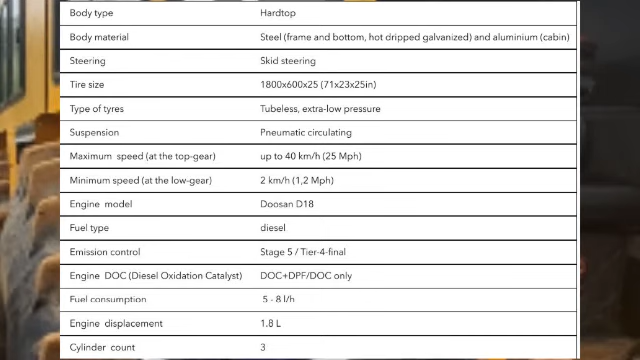 Body type Hardtop
Body material Steel (frame and bottom, hot dripped galvanized) and aluminium (cabin)
Steering Skid steering
Tire size 1800x600x25 (71x23x25in)
Type of tyres Tubeless, extra-low pressure
Suspension Pneumatic circulating
Maximum speed (at the top-gear) up to 40 km/h (25 Mph)
Minimum speed (at the low-gear) 2 km/h (1,2 Mph)
Engine model Doosan D18
Fuel type diesel
Emission control Stage 5 / Tier-4-final
Engine DOC (Diesel Oxidation Catalyst) DOC+DPF/DOC only
Fuel consumption 5 - 8 l/h
Engine displacement 1.8 L
Cylinder count 3